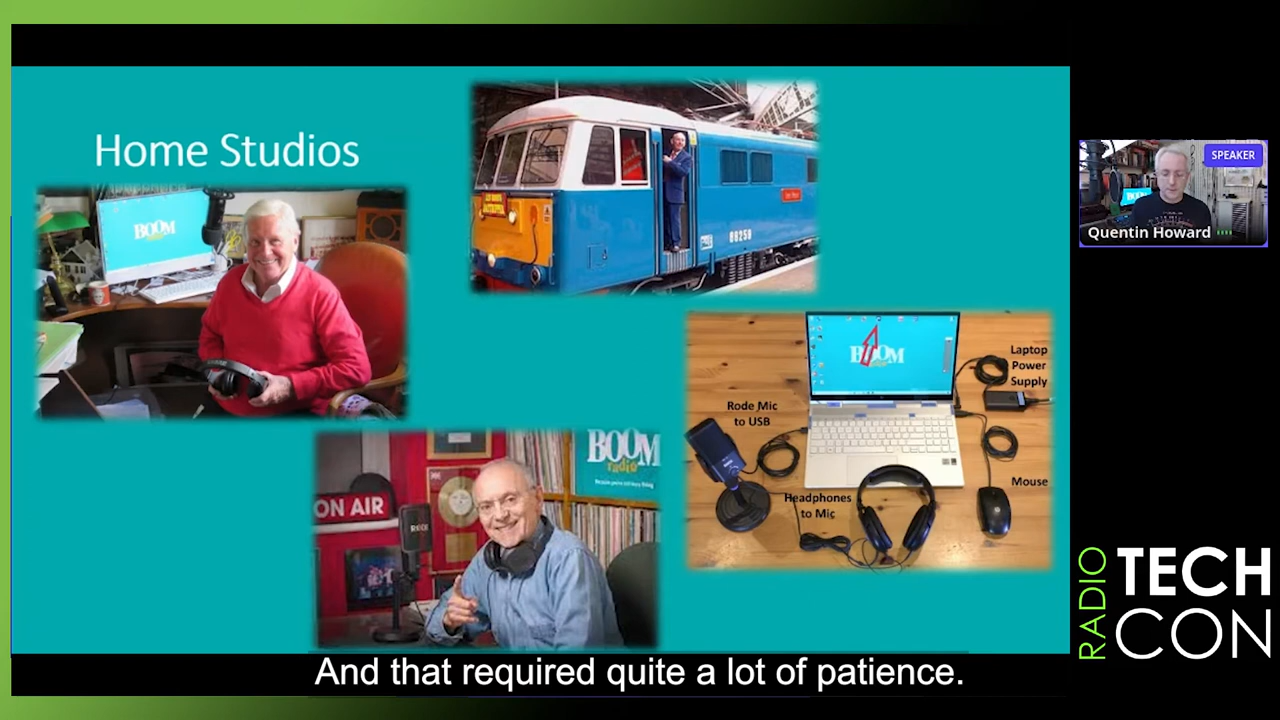 Home Studios
BOOM
radio
86259
SPEAKER
Quentin Howard
BOOM
Laptop
Power
Supply
Rode Mic
to USB
Mouse
Headphones
to Mic
BOOM
radio
ON AIR
RADIO
TECH
CON
And that required quite a lot of patience.